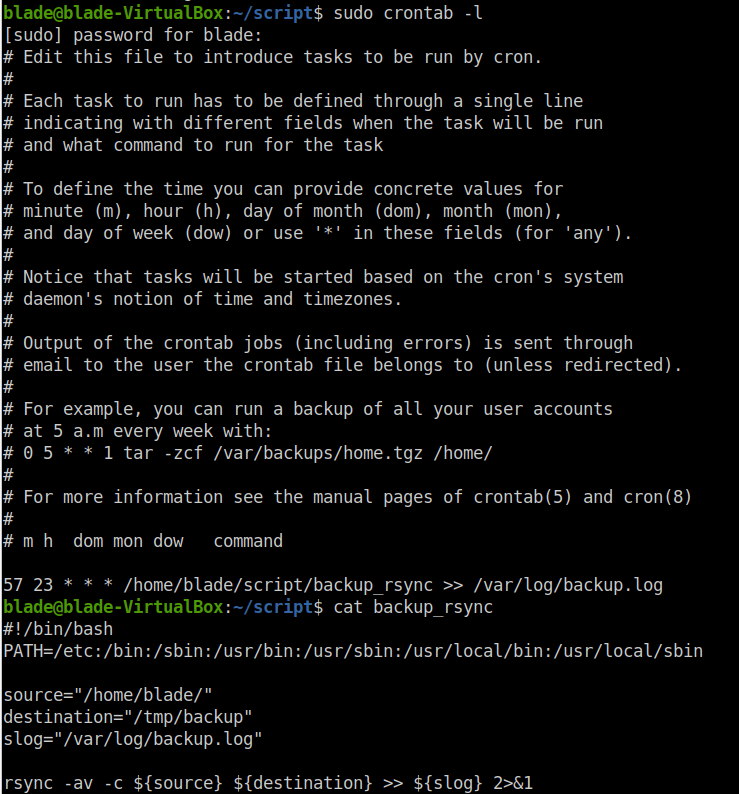 blade@blade-VirtualBox:~/script$ sudo crontab -l
[sudo] password for blade:
# Edit this file to introduce tasks to be run by cron.
#
# Each task to run has to be defined through a single line
# indicating with different fields when the task will be run
# and what command to run for the task
#
# To define the time you can provide concrete values for
# minute (m), hour (h), day of month (dom), month (mon),
# and day of week (dow) or use '*' in these fields (for 'any').
#
# Notice that tasks will be started based on the cron's system
# daemon's notion of time and timezones.
#
# Output of the crontab jobs (including errors) is sent through
# email to the user the crontab file belongs to (unless redirected).
#
# For example, you can run a backup of all your user accounts
# at 5 a.m every week with:
# 0 5 * * 1 tar -zcf /var/backups/home.tgz /home/
#
# For more information see the manual pages of crontab(5) and cron(8)
#
# m h  dom mon dow   command

57 23 * * * /home/blade/script/backup_rsync >> /var/log/backup.log
blade@blade-VirtualBox:~/script$ cat backup_rsync
#!/bin/bash
PATH=/etc:/bin:/sbin:/usr/bin:/usr/sbin:/usr/local/bin:/usr/local/sbin

source="/home/blade/"
destination="/tmp/backup"
slog="/var/log/backup.log"

rsync -av -c ${source} ${destination} >> ${slog} 2>&1